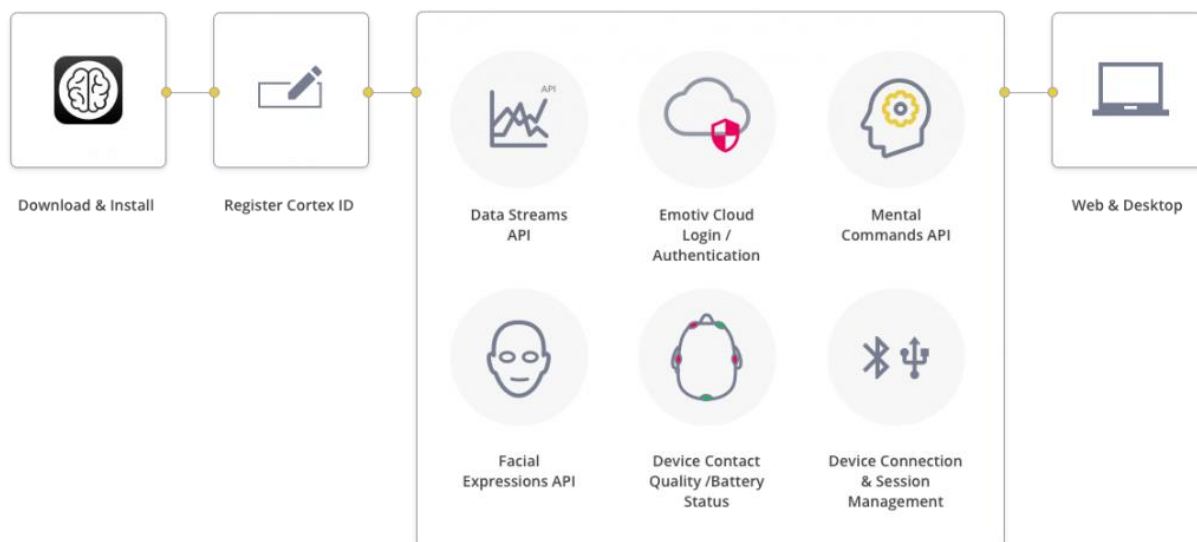 Download & Install
Register Cortex ID
API
Data Streams
API
Emotiv Cloud
Login /
Authentication
Mental
Commands API
Facial
Expressions API
Device Contact
Quality /Battery
Status
Device Connection
& Session
Management
Web & Desktop